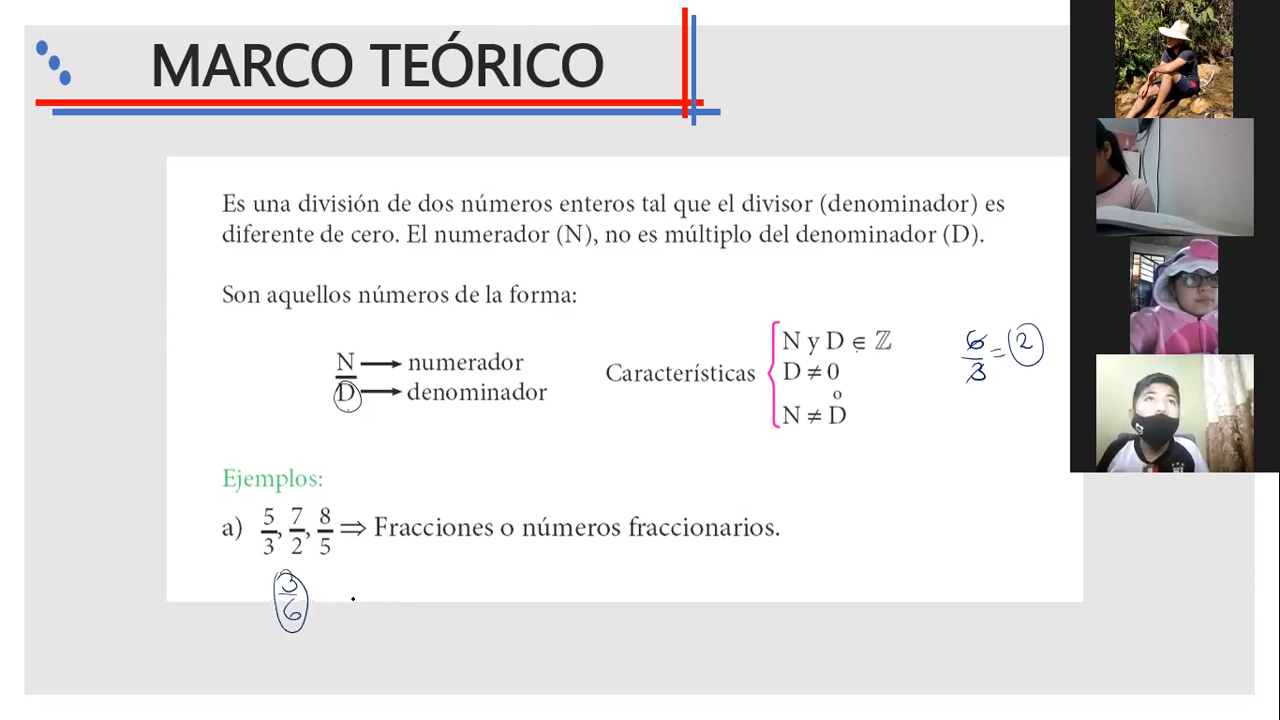 MARCO TEÓRICO
Es una división de dos números enteros tal que el divisor (denominador) es
diferente de cero. El numerador (N), no es múltiplo del denominador (D).
Son aquellos números de la forma:
N → numerador
D → denominador
Características
N y D ∈ ℤ
D ≠ 0
o
N ≠ D
6/3 = 2
Ejemplos:
a) 5/3, 7/2, 8/5 ⇒ Fracciones o números fraccionarios.
3/6